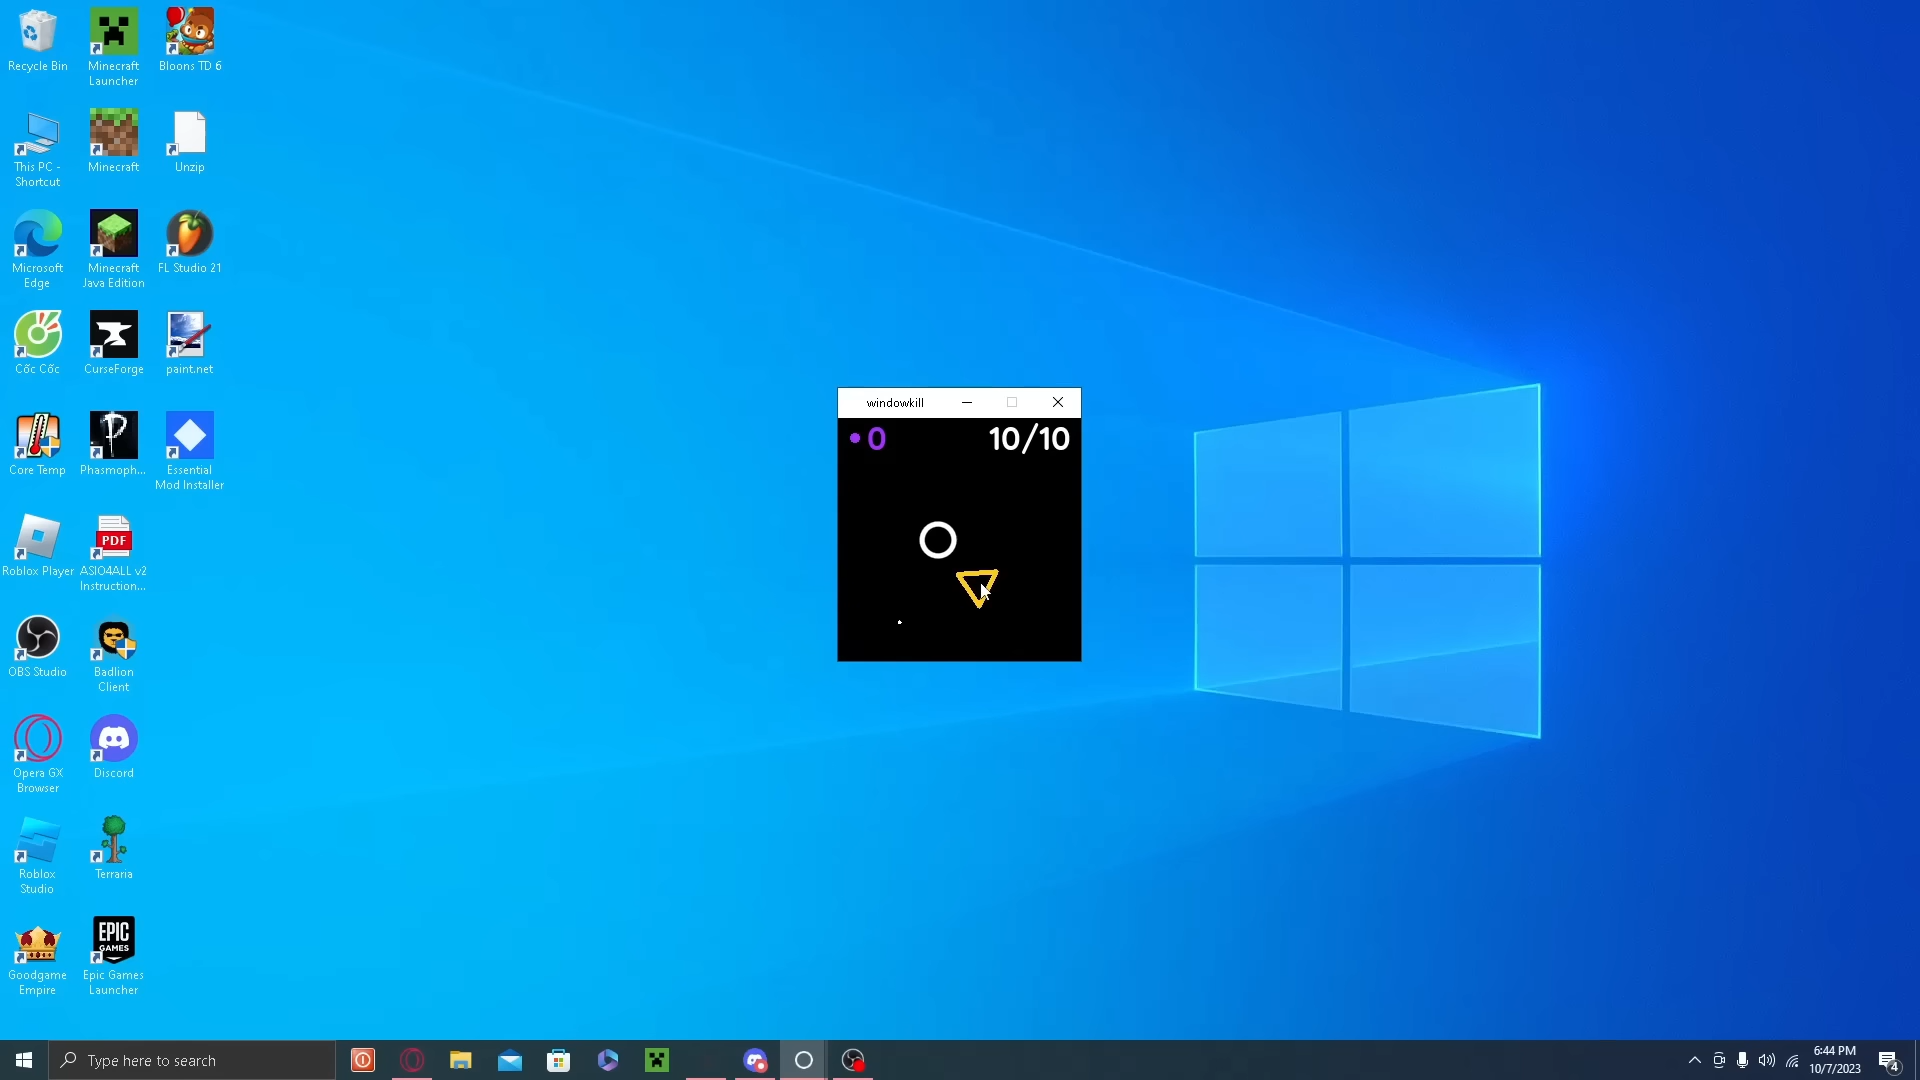 Recycle Bin
Minecraft
Launcher
Bloons TD 6
This PC -
Shortcut
Minecraft
Unzip
Microsoft
Edge
Minecraft
Java Edition
FL Studio 21
Cốc Cốc
CurseForge
paint.net
Core Temp
Phasmoph...
Essential
Mod Installer
Roblox Player
PDF
ASIO4ALL v2
Instruction...
OBS Studio
Badlion
Client
Opera GX
Browser
Discord
Roblox
Studio
Terraria
Goodgame
Empire
EPIC
GAMES
Epic Games
Launcher
windowkill
0
10/10
Type here to search
6:44 PM
10/7/2023
4